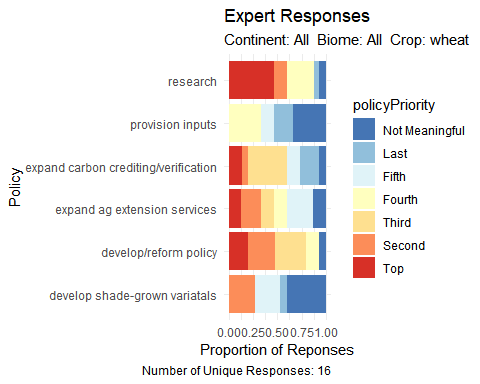 Expert Responses
Continent: All  Biome: All  Crop: wheat
research
provision inputs
expand carbon crediting/verification
expand ag extension services
develop/reform policy
develop shade-grown variatals
Policy
0.000.250.500.751.00
Proportion of Reponses
Number of Unique Responses: 16
policyPriority
Not Meaningful
Last
Fifth
Fourth
Third
Second
Top